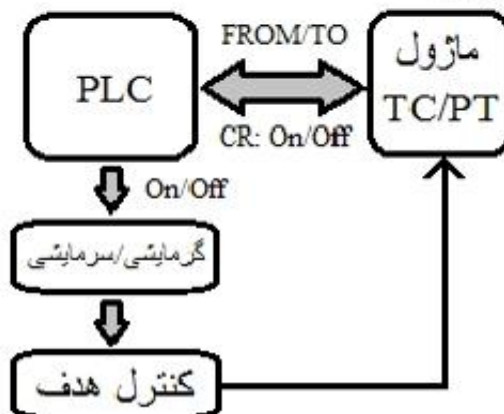 PLC
FROM/TO
CR: On/Off
ماژول
TC/PT
On/Off
گرمایشی/سرمایشی
کنترل هدف